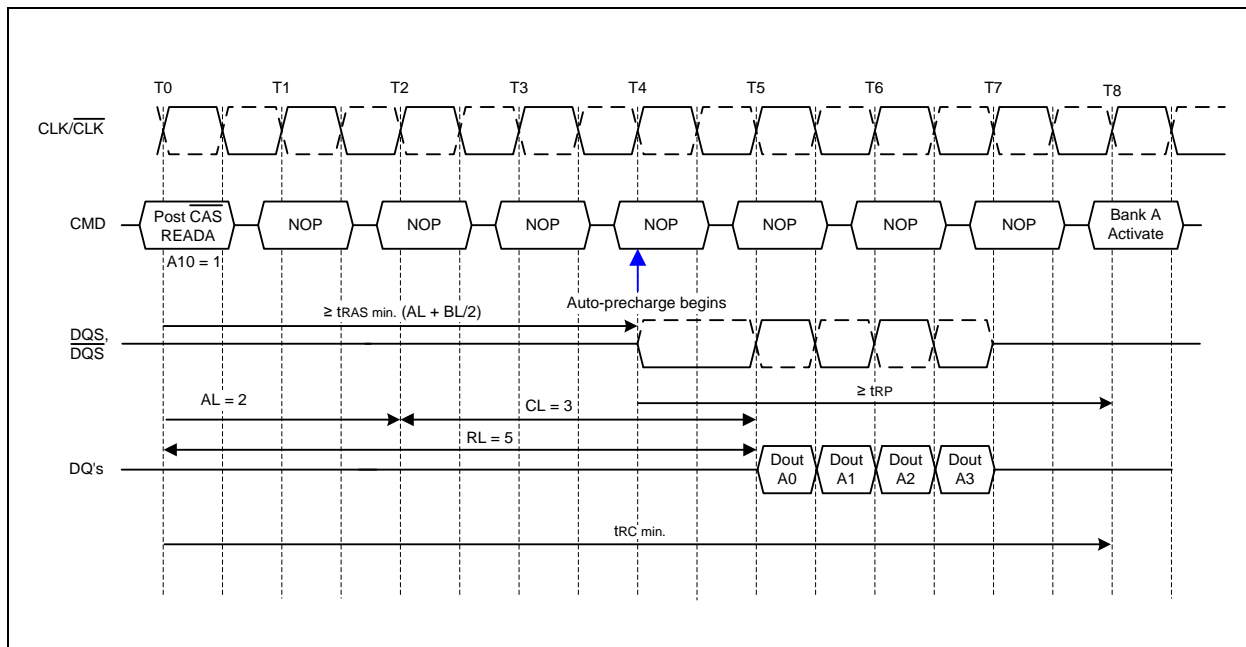 T0 T1 T2 T3 T4 T5 T6 T7 T8
CLK/CLK
CMD
Post CAS
READA
NOP NOP NOP NOP NOP NOP NOP
Bank A
Activate
A10 = 1
Auto-precharge begins
≥ tRAS min. (AL + BL/2)
DQS,
DQS
≥ tRP
AL = 2
CL = 3
RL = 5
DQ's
Dout
A0
Dout
A1
Dout
A2
Dout
A3
tRC min.